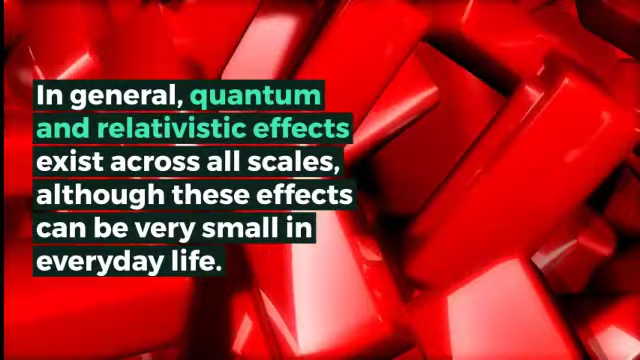 In general, quantum
and relativistic effects
exist across all scales,
although these effects
can be very small in
everyday life.